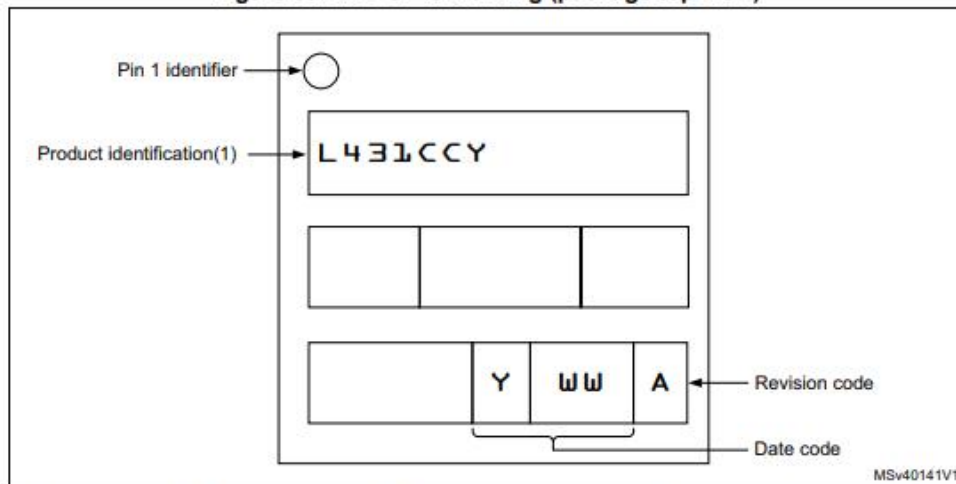 Pin 1 identifier
Product identification(1)
L431CCY
Y WW A
Revision code
Date code
MSv40141V1